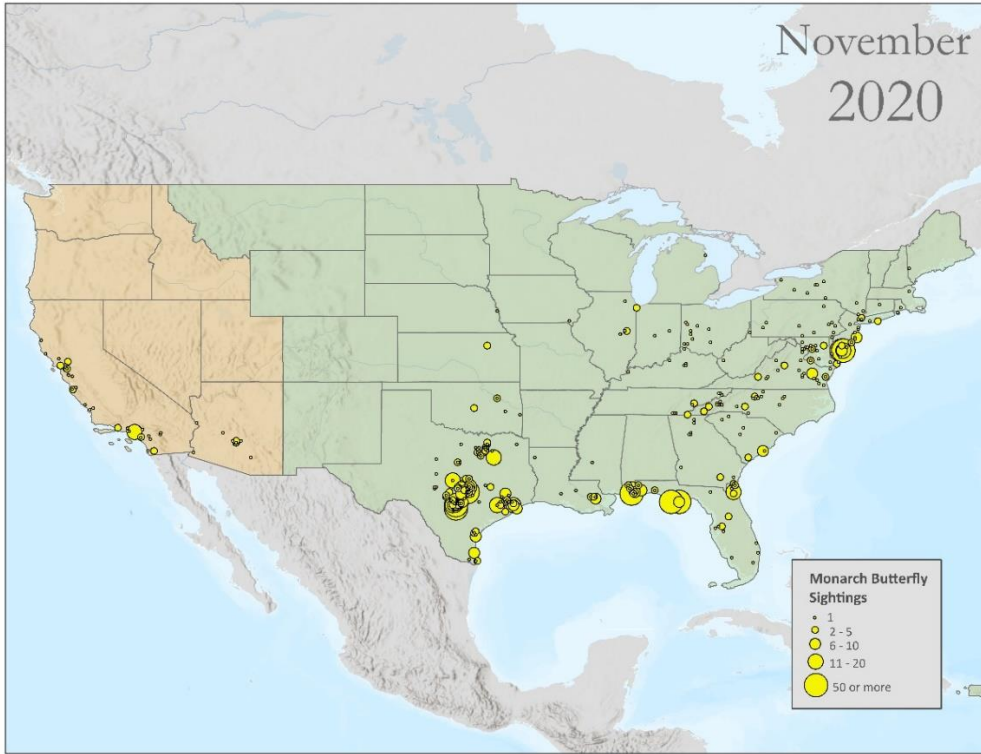 November
2020
Monarch Butterfly
Sightings
1
2 - 5
6 - 10
11 - 20
50 or more